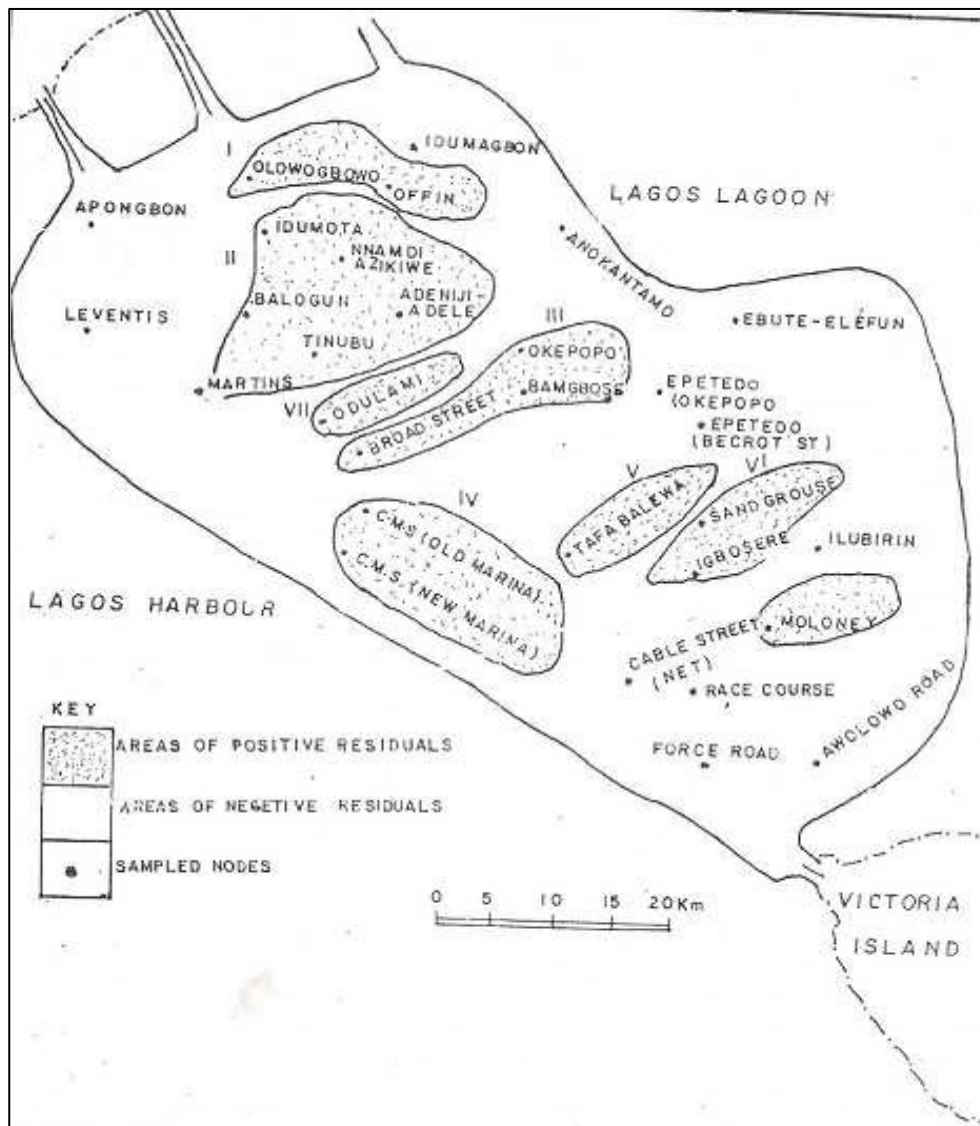 I
OLOWOGBOWO
OFFIN
IDUMAGBON
LAGOS LAGOON
APONGBON
IDUMOTA
NNAMDI
AZIKIWE
II
ANOKANTAMO
LEVENTIS
BALOGUN
ADENIJI-
ADELE
TINUBU
III
EBUTE-ELEFUN
OKEPOPO
MARTINS
VII
ODULAMI
BROAD STREET
BAMGBOSE
EPETEDO
(OKEPOPO
EPETEDO
(BECROT ST)
IV
V
VI
C.M.S (OLD MARINA)
C.M.S. (NEW MARINA)
TAFA BALEWA
SAND GROUSE
IGBOSERE
ILUBIRIN
LAGOS HARBOUR
MOLONEY
CABLE STREET
(NET)
RACE COURSE
FORCE ROAD
AWOLOWO ROAD
KEY
AREAS OF POSITIVE RESIDUALS
AREAS OF NEGETIVE RESIDUALS
SAMPLED NODES
0 5 10 15 20 Km
VICTORIA
ISLAND